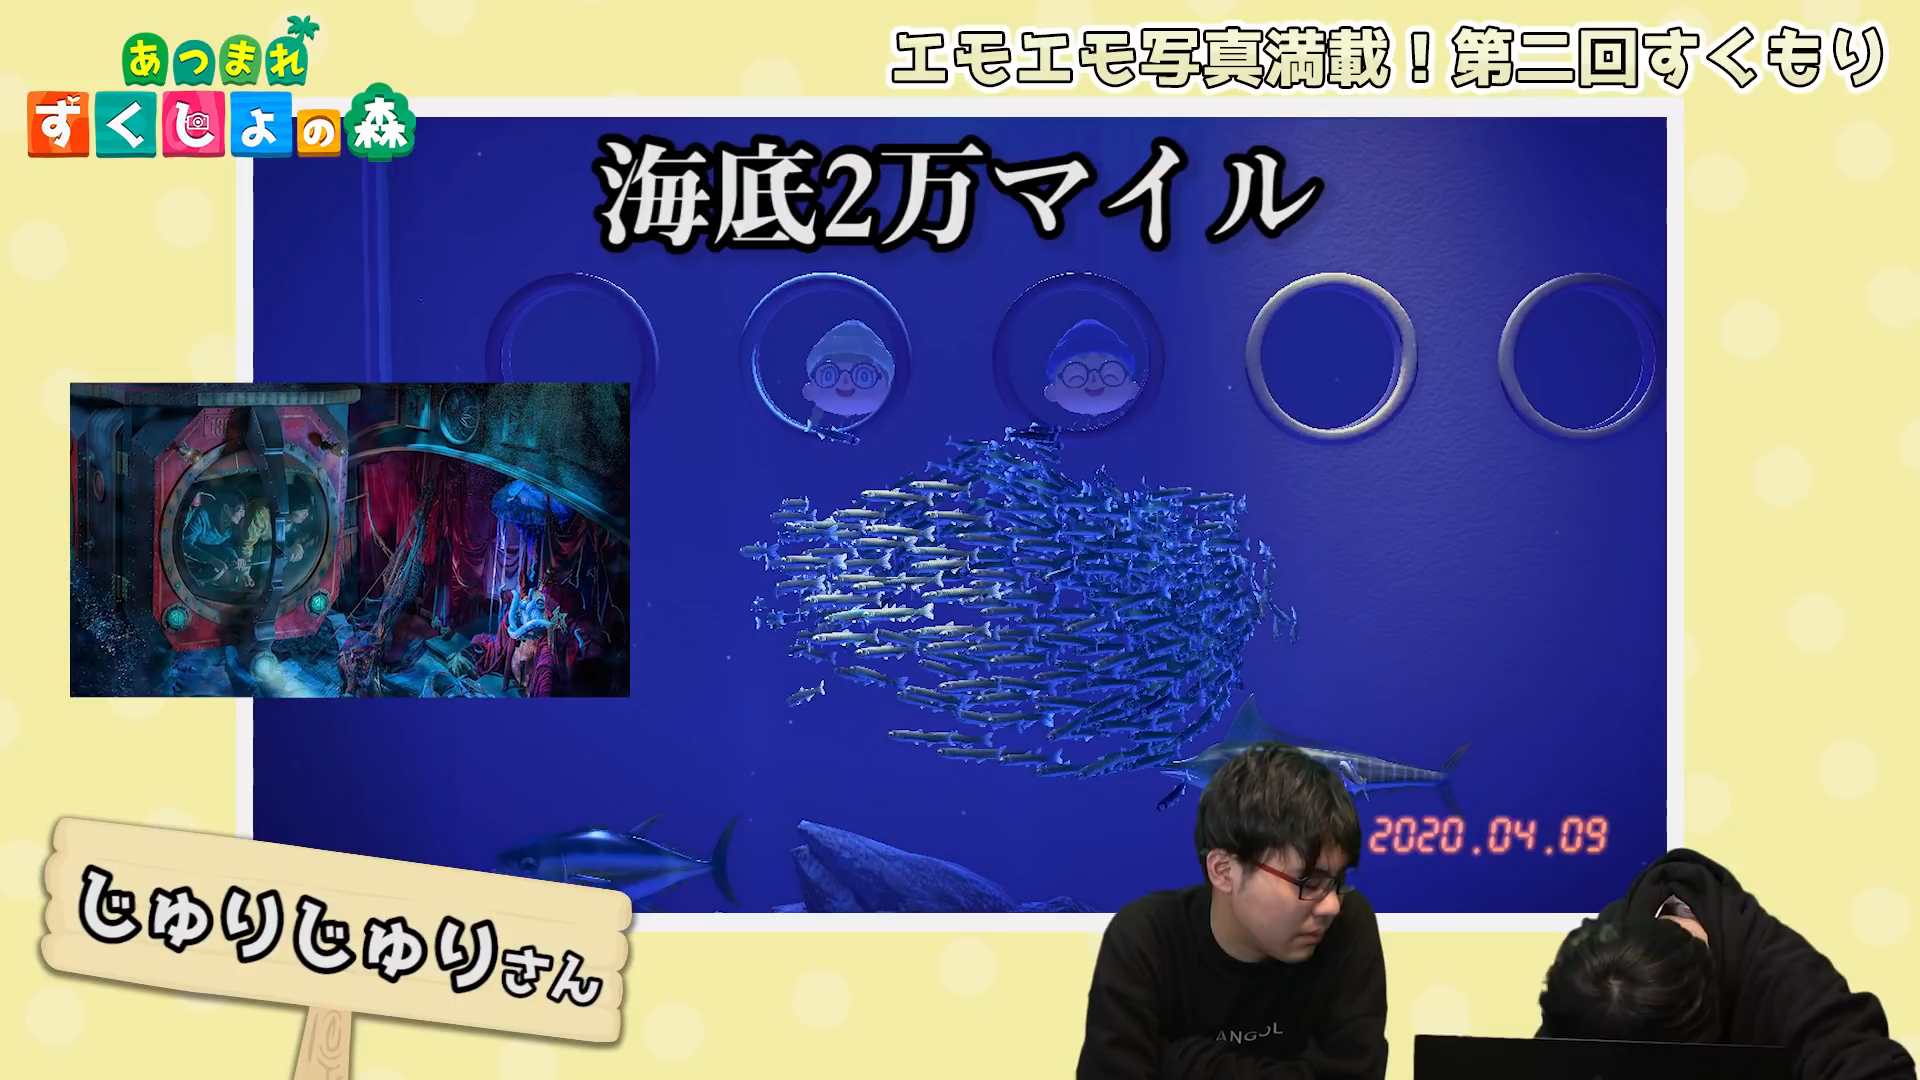 あつまれ
ずくしょの森
エモエモ写真満載！第二回すくもり
海底2万マイル
2020.04.09
じゅりじゅりさん
ANGOL